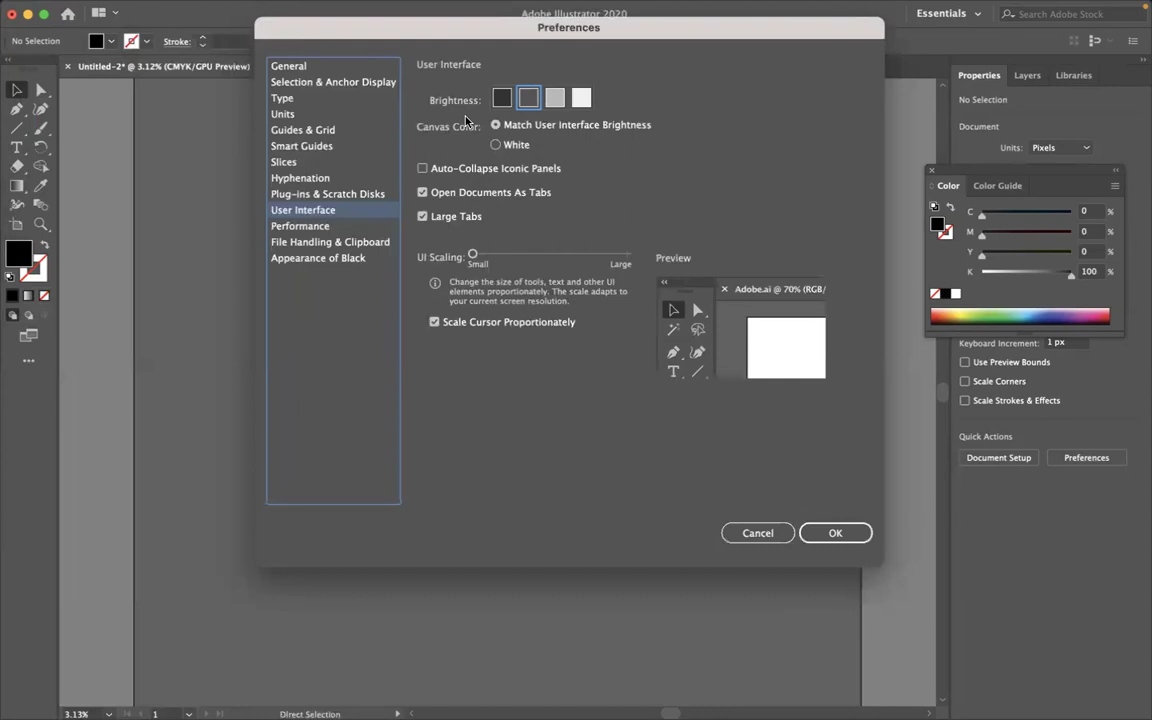 Adobe Illustrator 2020
Essentials
Search Adobe Stock
Preferences
No Selection
Stroke:
Untitled-2* @ 3.12% (CMYK/GPU Preview)
General
Selection & Anchor Display
Type
Units
Guides & Grid
Smart Guides
Slices
Hyphenation
Plug-ins & Scratch Disks
User Interface
Performance
File Handling & Clipboard
Appearance of Black
User Interface
Brightness:
Canvas Color:
Match User Interface Brightness
White
Auto-Collapse Iconic Panels
Open Documents As Tabs
Large Tabs
UI Scaling:
Small
Large
Change the size of tools, text and other UI
elements proportionately. The scale adapts to
your current screen resolution.
Scale Cursor Proportionately
Preview
Adobe.ai @ 70% (RGB/
Cancel
OK
Properties
Layers
Libraries
No Selection
Document
Units:
Pixels
Color
Color Guide
C
0
%
M
0
%
Y
0
%
K
100
%
Keyboard Increment:
1 px
Use Preview Bounds
Scale Corners
Scale Strokes & Effects
Quick Actions
Document Setup
Preferences
3.13%
1
Direct Selection